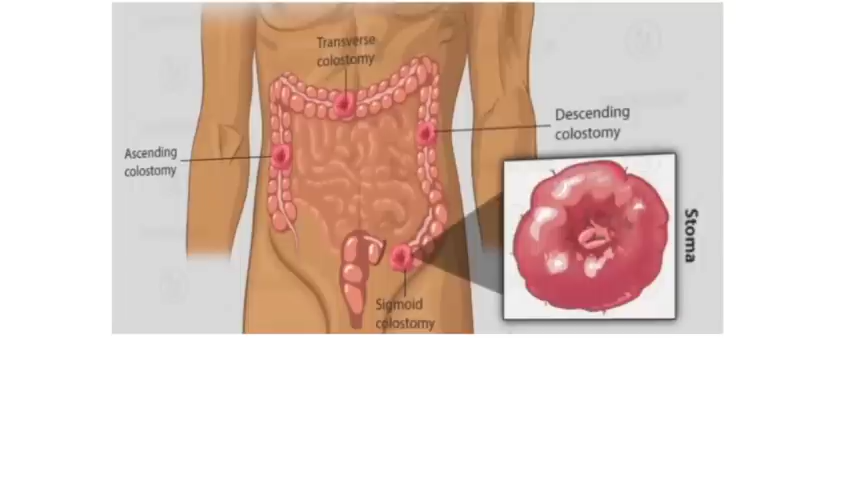 Transverse
colostomy
Descending
colostomy
Ascending
colostomy
Stoma
Sigmoid
colostomy